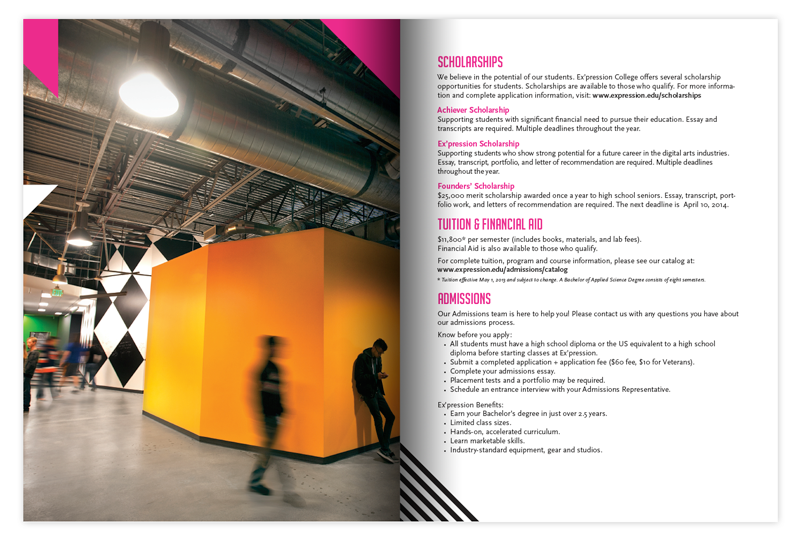 SCHOLARSHIPS
We believe in the potential of our students. Ex'pression College offers several scholarship
opportunities for students. Scholarships are available to those who qualify. For more informa-
tion and complete application information, visit: www.expression.edu/scholarships
Achiever Scholarship
Supporting students with significant financial need to pursue their education. Essay and
transcripts are required. Multiple deadlines throughout the year.
Ex'pression Scholarship
Supporting students who show strong potential for a future career in the digital arts industries.
Essay, transcript, portfolio, and letter of recommendation are required. Multiple deadlines
throughout the year.
Founders' Scholarship
$25,000 merit scholarship awarded once a year to high school seniors. Essay, transcript, port-
folio work, and letters of recommendation are required. The next deadline is April 10, 2014.
TUITION & FINANCIAL AID
$11,800* per semester (includes books, materials, and lab fees).
Financial Aid is also available to those who qualify.
For complete tuition, program and course information, please see our catalog at:
www.expression.edu/admissions/catalog
* Tuition effective May 1, 2013 and subject to change. A Bachelor of Applied Science Degree consists of eight semesters.
ADMISSIONS
Our Admissions team is here to help you! Please contact us with any questions you have about
our admissions process.
Know before you apply:
• All students must have a high school diploma or the US equivalent to a high school
diploma before starting classes at Ex'pression.
• Submit a completed application + application fee ($60 fee, $10 for Veterans).
• Complete your admissions essay.
• Placement tests and a portfolio may be required.
• Schedule an entrance interview with your Admissions Representative.
Ex'pression Benefits:
• Earn your Bachelor's degree in just over 2.5 years.
• Limited class sizes.
• Hands-on, accelerated curriculum.
• Learn marketable skills.
• Industry-standard equipment, gear and studios.